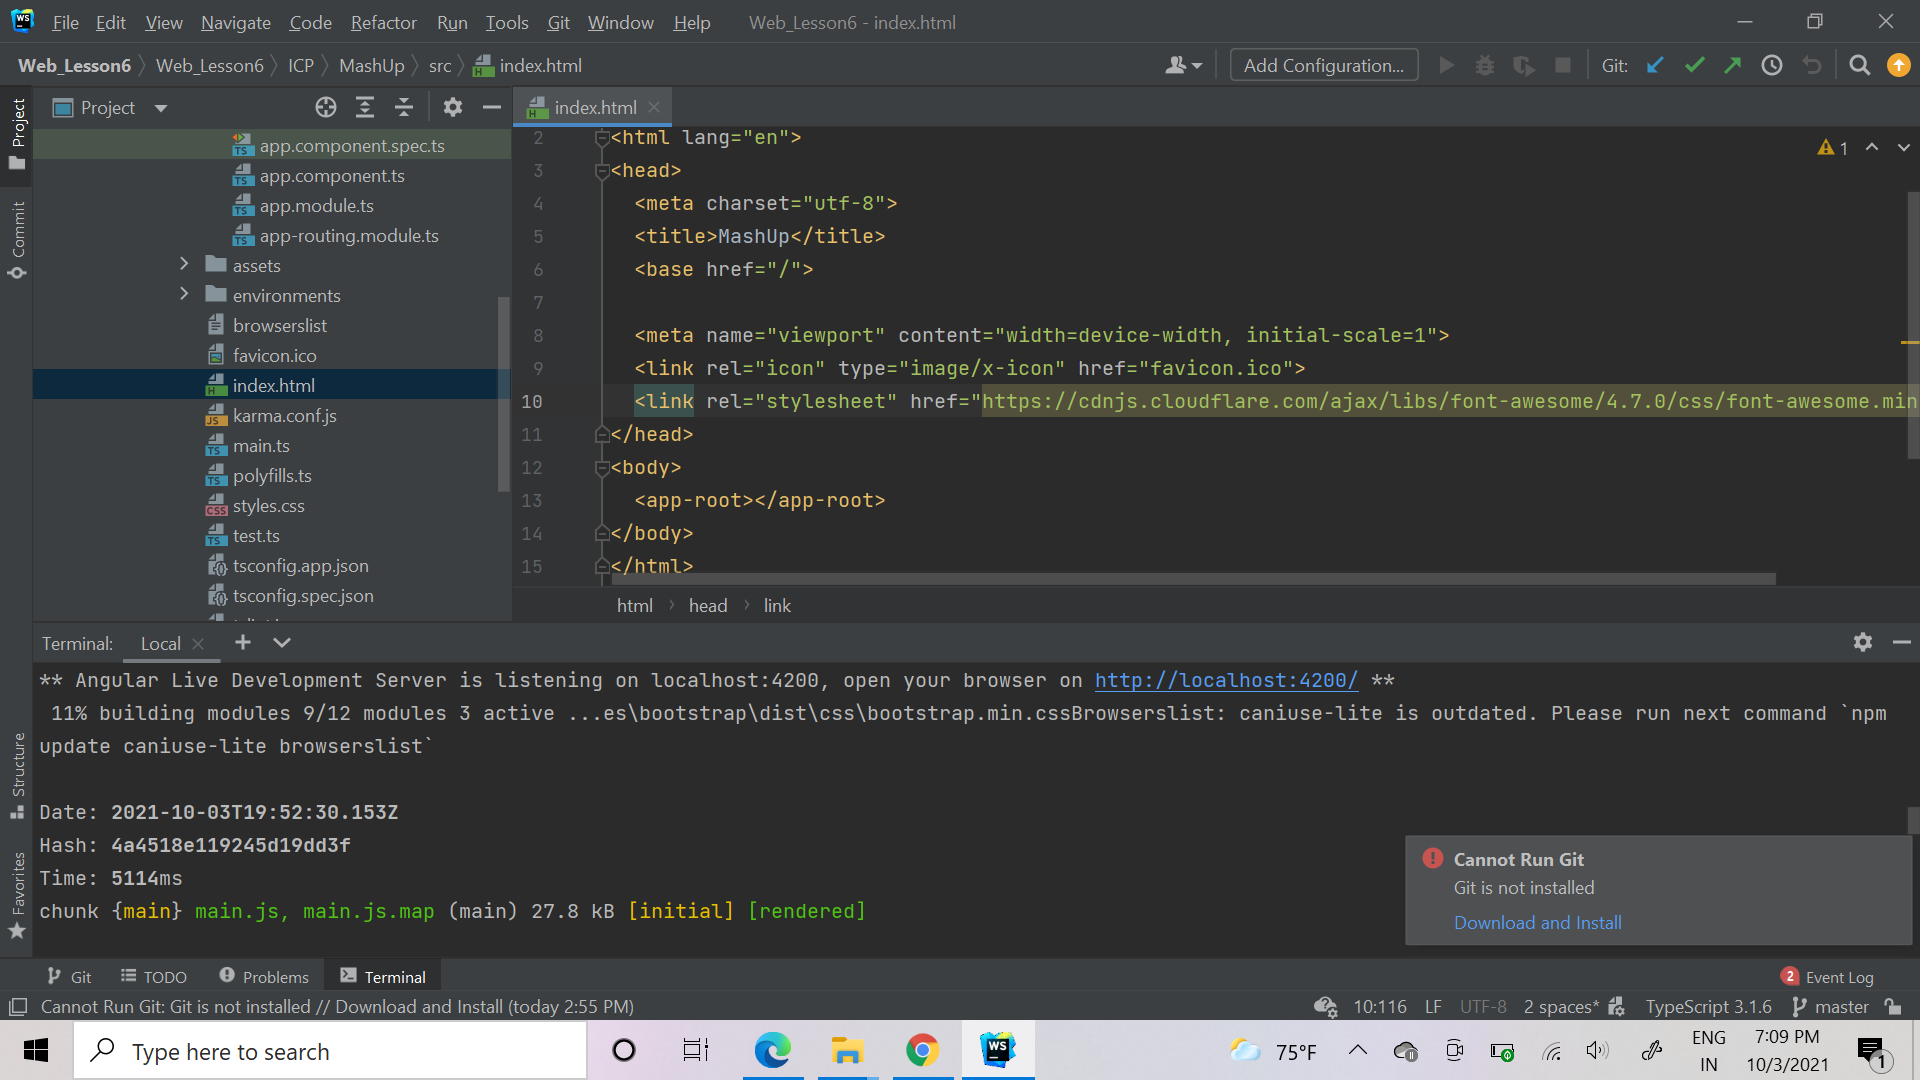 WS File Edit View Navigate Code Refactor Run Tools Git Window Help Web_Lesson6 - index.html
Web_Lesson6 Web_Lesson6 ICP MashUp src index.html Add Configuration... Git:
Project index.html
Project
Commit
Structure
Favorites
app.component.spec.ts
app.component.ts
app.module.ts
app-routing.module.ts
assets
environments
browserslist
favicon.ico
index.html
karma.conf.js
main.ts
polyfills.ts
styles.css
test.ts
tsconfig.app.json
tsconfig.spec.json
1
2 <html lang="en">
3 <head>
4 <meta charset="utf-8">
5 <title>MashUp</title>
6 <base href="/">
7
8 <meta name="viewport" content="width=device-width, initial-scale=1">
9 <link rel="icon" type="image/x-icon" href="favicon.ico">
10 <link rel="stylesheet" href="https://cdnjs.cloudflare.com/ajax/libs/font-awesome/4.7.0/css/font-awesome.min
11 </head>
12 <body>
13 <app-root></app-root>
14 </body>
15 </html>
html head link
Terminal: Local
** Angular Live Development Server is listening on localhost:4200, open your browser on http://localhost:4200/ **
11% building modules 9/12 modules 3 active ...es\bootstrap\dist\css\bootstrap.min.cssBrowserslist: caniuse-lite is outdated. Please run next command `npm
update caniuse-lite browserslist`
Date: 2021-10-03T19:52:30.153Z
Hash: 4a4518e119245d19dd3f
Time: 5114ms
chunk {main} main.js, main.js.map (main) 27.8 kB [initial] [rendered]
Cannot Run Git
Git is not installed
Download and Install
Git TODO Problems Terminal 2 Event Log
Cannot Run Git: Git is not installed // Download and Install (today 2:55 PM) 10:116 LF UTF-8 2 spaces* TypeScript 3.1.6 master
Type here to search WS 75°F ENG 7:09 PM
IN 10/3/2021 1